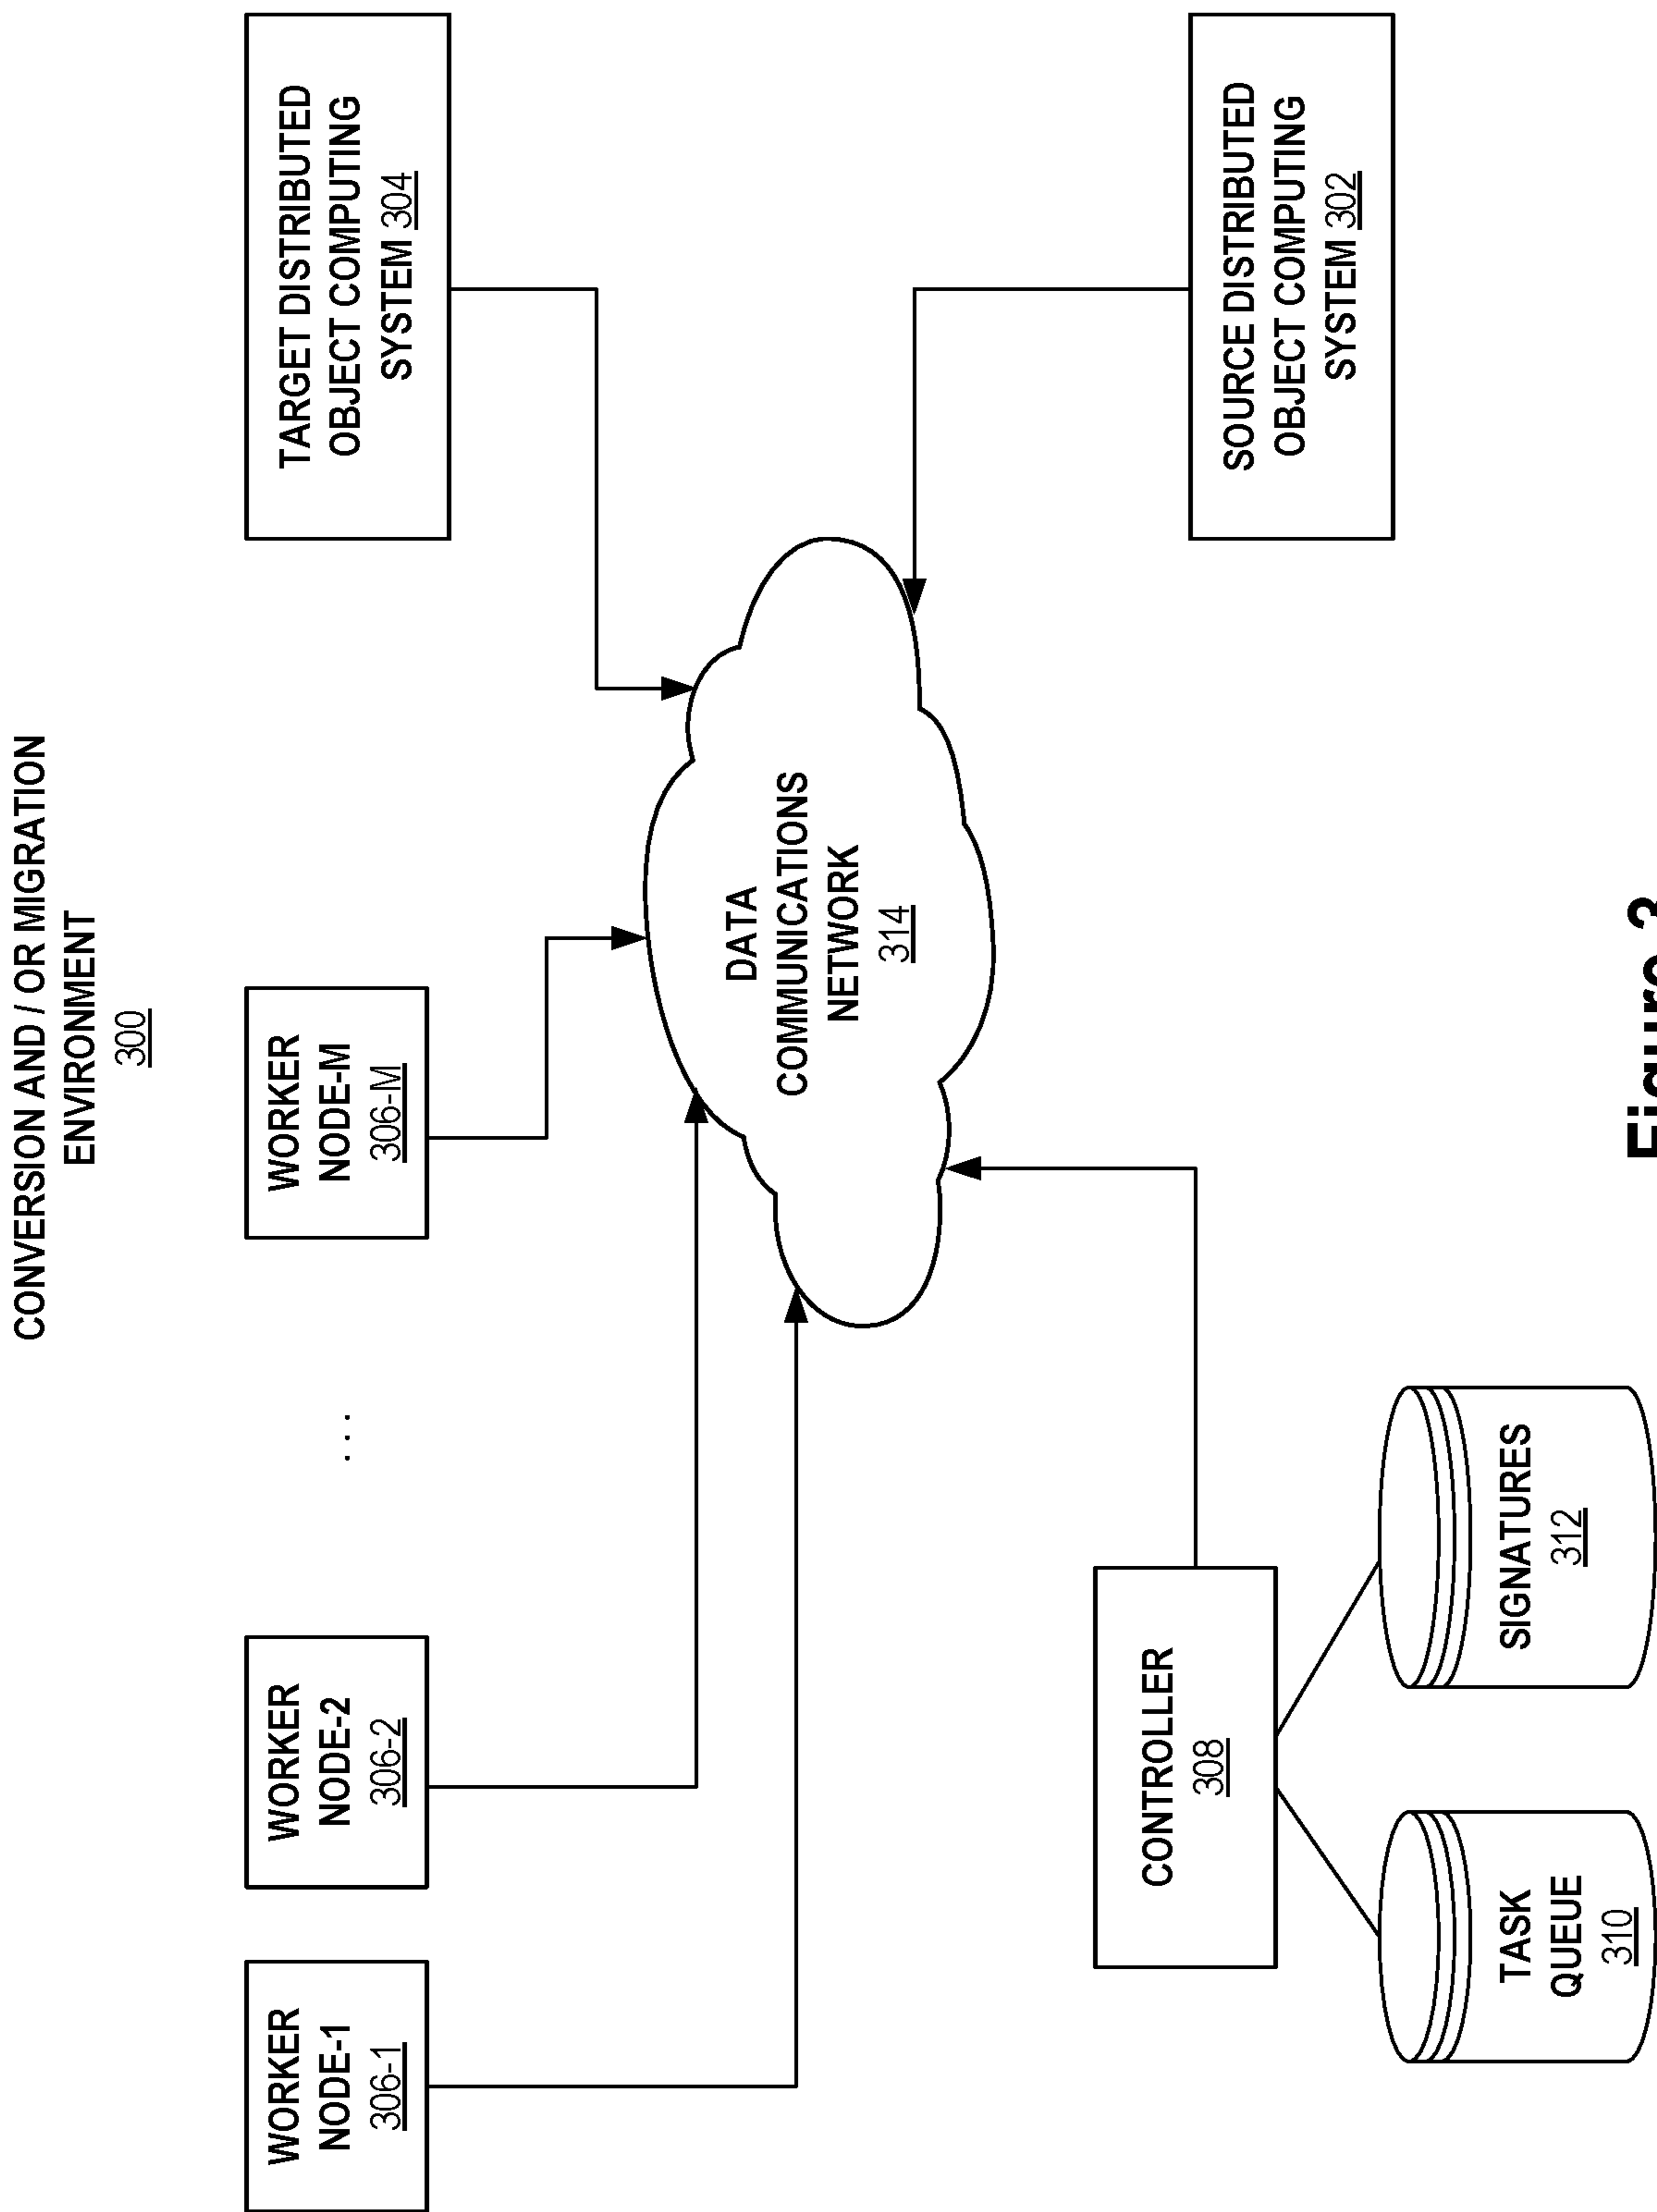 CONVERSION AND / OR MIGRATION
ENVIRONMENT
300
WORKER
NODE-1
306-1
WORKER
NODE-2
306-2
. . .
WORKER
NODE-M
306-M
TARGET DISTRIBUTED
OBJECT COMPUTING
SYSTEM 304
DATA
COMMUNICATIONS
NETWORK
314
CONTROLLER
308
TASK
QUEUE
310
SIGNATURES
312
SOURCE DISTRIBUTED
OBJECT COMPUTING
SYSTEM 302
Figure 3